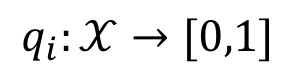 qᵢ: 𝒳 → [0,1]